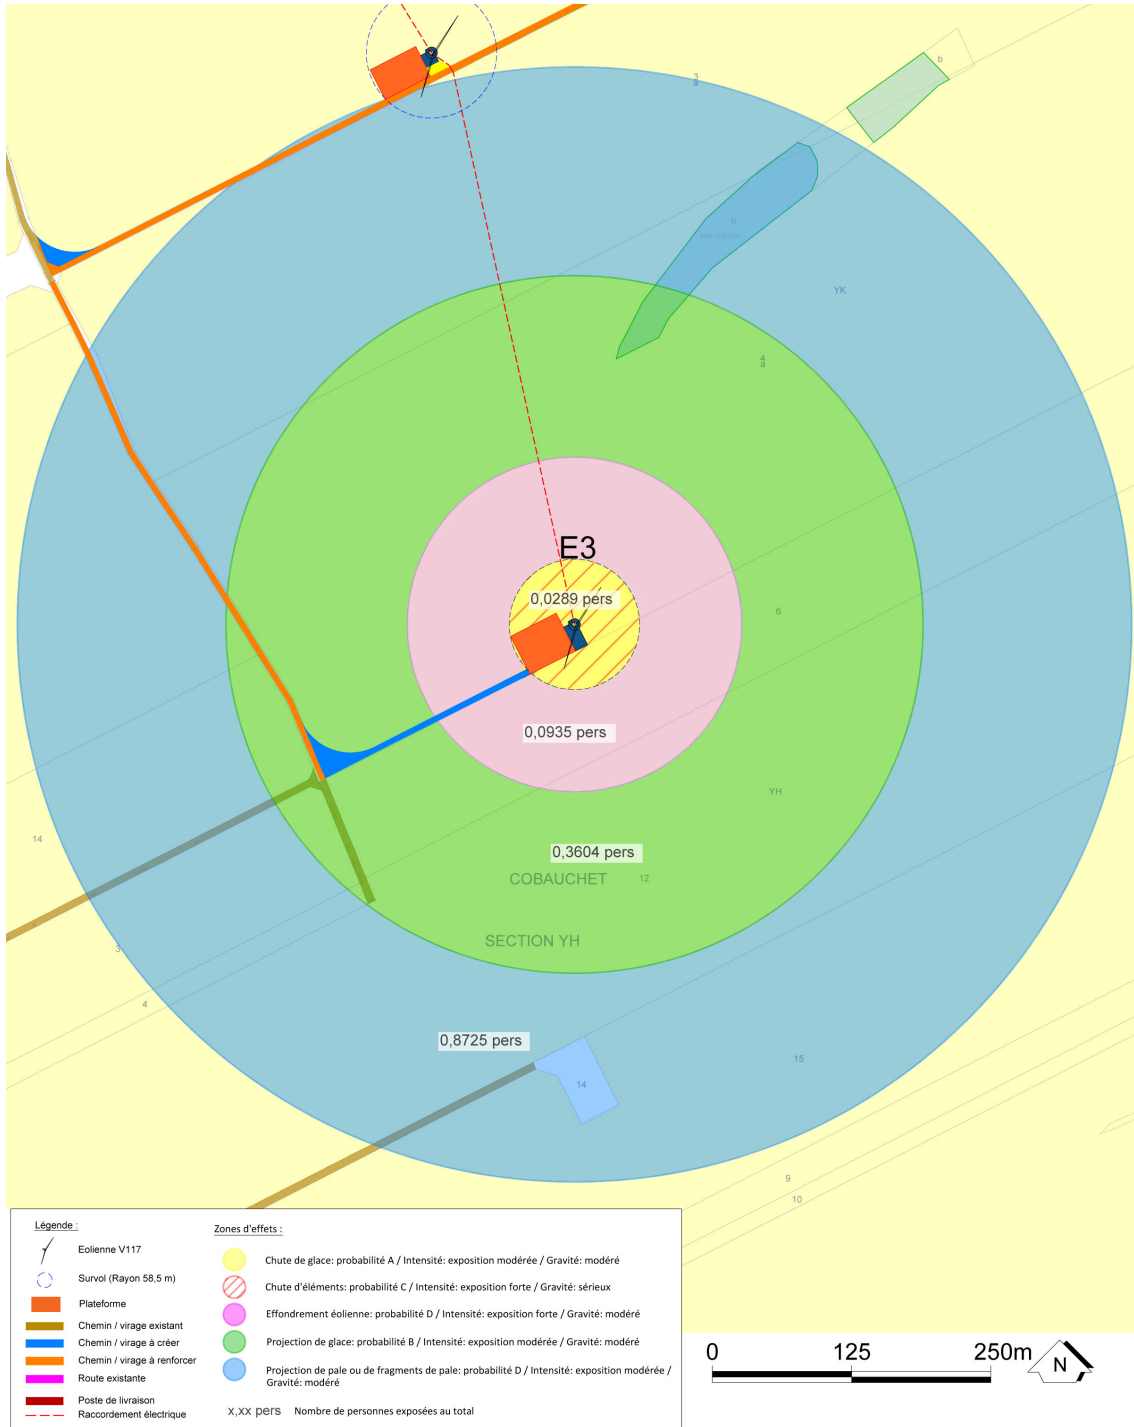 b
3
a
b
YK
4
a
E3
0,0289 pers
6
0,0935 pers
YH
14
0,3604 pers
COBAUCHET
12
SECTION YH
3
4
0,8725 pers
15
14
9
10
Légende :
Eolienne V117
Survol (Rayon 58,5 m)
Plateforme
Chemin / virage existant
Chemin / virage à créer
Chemin / virage à renforcer
Route existante
Poste de livraison
Raccordement électrique
Zones d'effets :
Chute de glace: probabilité A / Intensité: exposition modérée / Gravité: modéré
Chute d'éléments: probabilité C / Intensité: exposition forte / Gravité: sérieux
Effondrement éolienne: probabilité D / Intensité: exposition forte / Gravité: modéré
Projection de glace: probabilité B / Intensité: exposition modérée / Gravité: modéré
Projection de pale ou de fragments de pale: probabilité D / Intensité: exposition modérée /
Gravité: modéré
x,xx pers Nombre de personnes exposées au total
0 125 250m
N